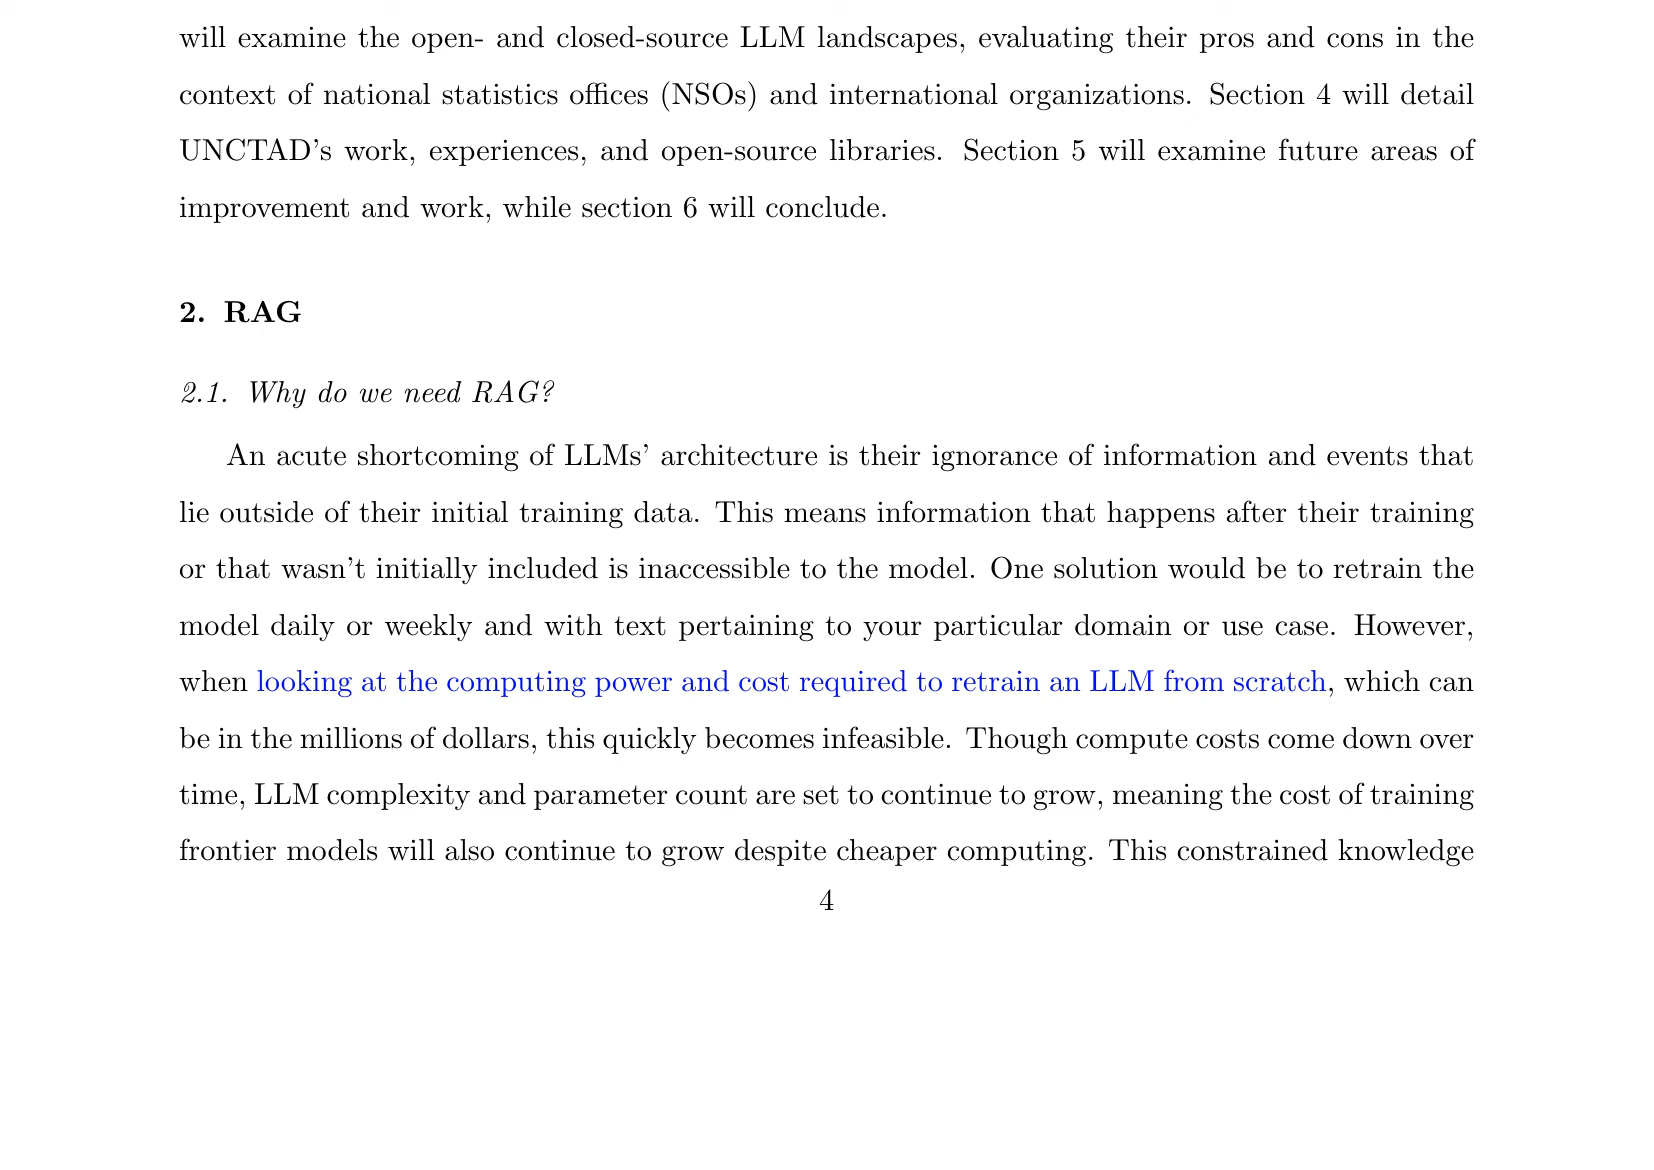 will examine the open- and closed-source LLM landscapes, evaluating their pros and cons in the
context of national statistics offices (NSOs) and international organizations. Section 4 will detail
UNCTAD’s work, experiences, and open-source libraries. Section 5 will examine future areas of
improvement and work, while section 6 will conclude.
2. RAG
2.1. Why do we need RAG?
An acute shortcoming of LLMs’ architecture is their ignorance of information and events that
lie outside of their initial training data. This means information that happens after their training
or that wasn’t initially included is inaccessible to the model. One solution would be to retrain the
model daily or weekly and with text pertaining to your particular domain or use case. However,
when looking at the computing power and cost required to retrain an LLM from scratch, which can
be in the millions of dollars, this quickly becomes infeasible. Though compute costs come down over
time, LLM complexity and parameter count are set to continue to grow, meaning the cost of training
frontier models will also continue to grow despite cheaper computing. This constrained knowledge
4